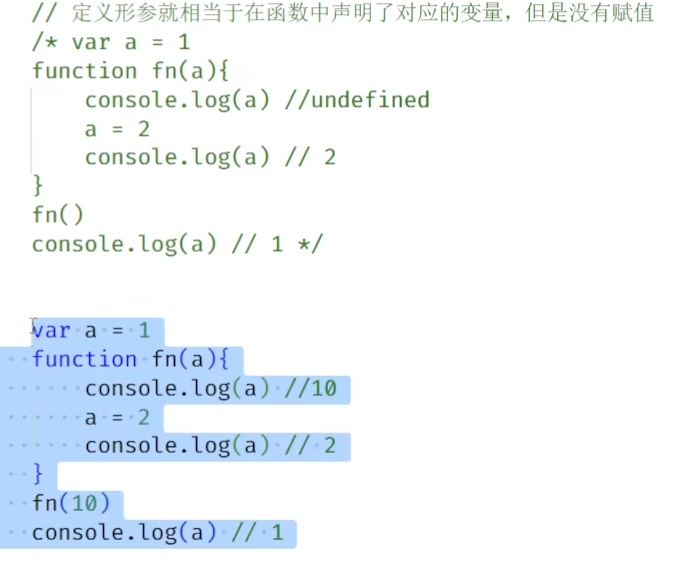 // 定义形参就相当于在函数中声明了对应的变量，但是没有赋值
/* var a = 1
function fn(a){
    console.log(a) //undefined
    a = 2
    console.log(a) // 2
}
fn()
console.log(a) // 1 */
var a = 1
function fn(a){
    console.log(a) //10
    a = 2
    console.log(a) // 2
}
fn(10)
console.log(a) // 1